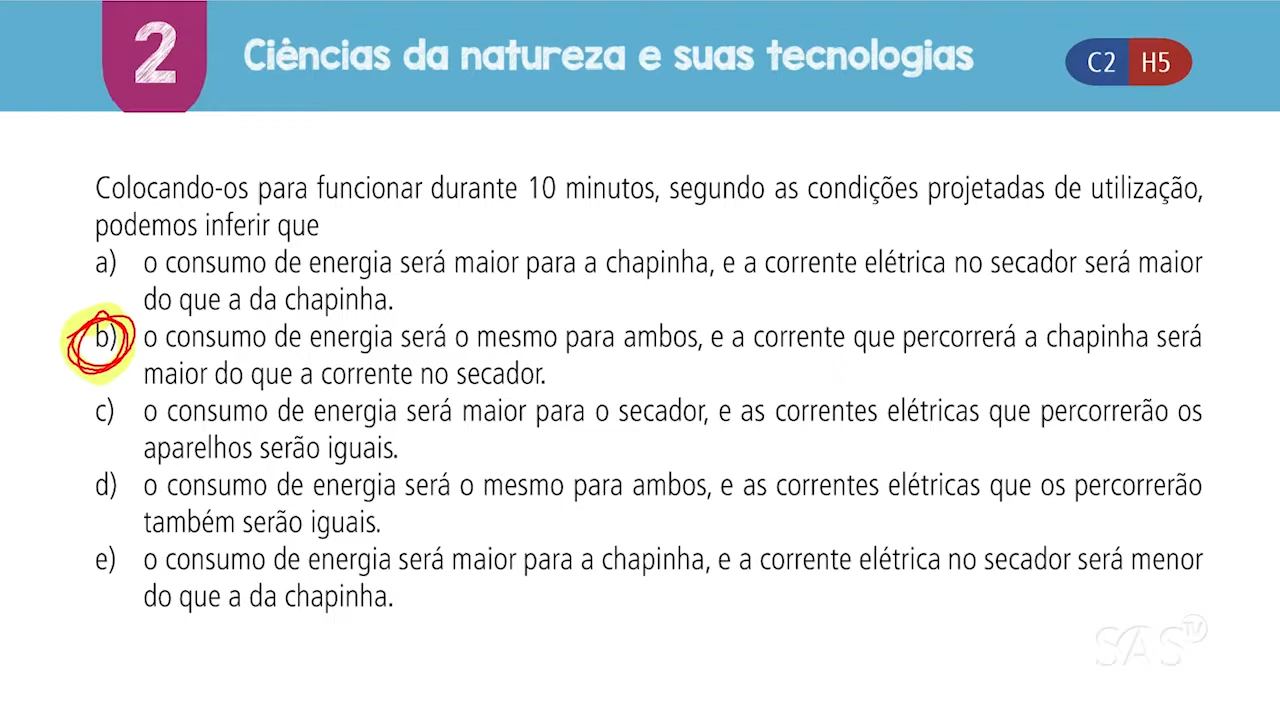 2
Ciências da natureza e suas tecnologias
C2 H5
Colocando-os para funcionar durante 10 minutos, segundo as condições projetadas de utilização,
podemos inferir que
a) o consumo de energia será maior para a chapinha, e a corrente elétrica no secador será maior
do que a da chapinha.
b) o consumo de energia será o mesmo para ambos, e a corrente que percorrerá a chapinha será
maior do que a corrente no secador.
c) o consumo de energia será maior para o secador, e as correntes elétricas que percorrerão os
aparelhos serão iguais.
d) o consumo de energia será o mesmo para ambos, e as correntes elétricas que os percorrerão
também serão iguais.
e) o consumo de energia será maior para a chapinha, e a corrente elétrica no secador será menor
do que a da chapinha.
SAS TV